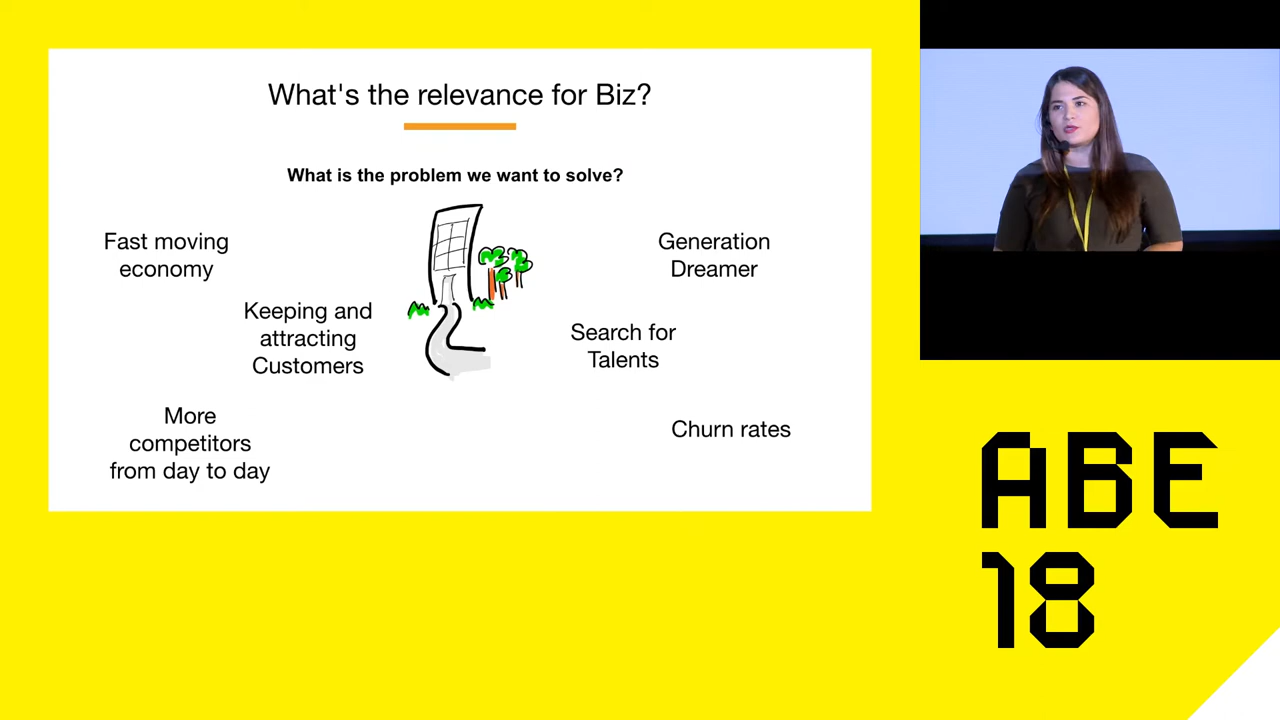 What's the relevance for Biz?
What is the problem we want to solve?
Fast moving
economy
Keeping and
attracting
Customers
More
competitors
from day to day
Generation
Dreamer
Search for
Talents
Churn rates
ABE
18